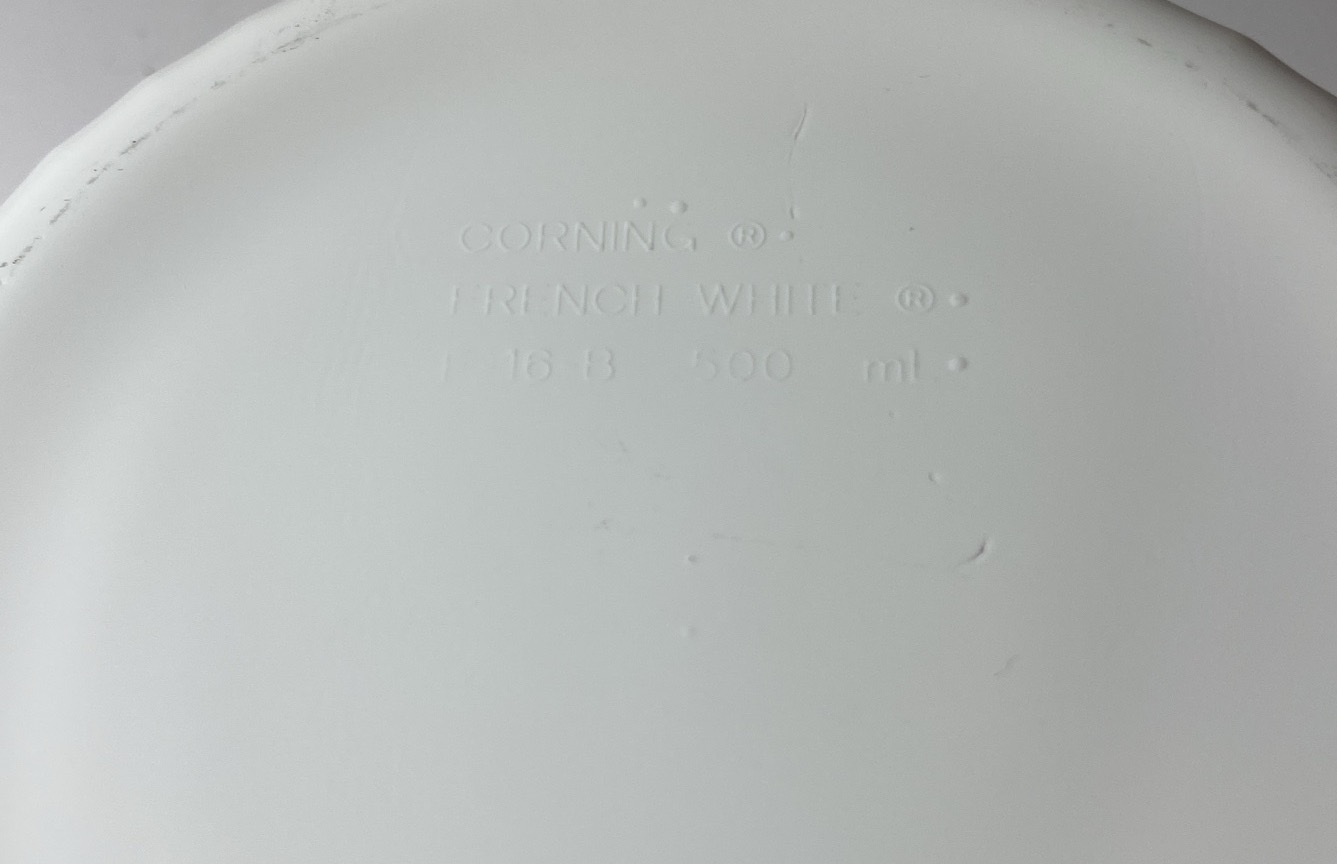 CORNING ®
FRENCH WHITE ®
F 16-B 500 ml